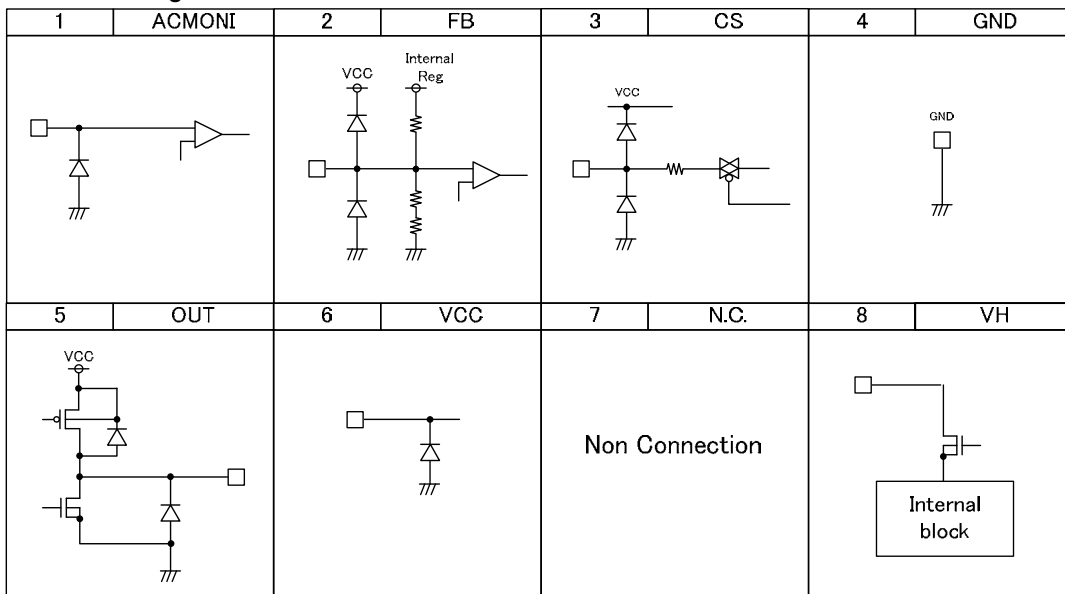 1 ACMONI 2 FB 3 CS 4 GND
VCC
Internal
Reg
VCC
GND
5 OUT 6 VCC 7 N.C. 8 VH
VCC
Non Connection
Internal
block